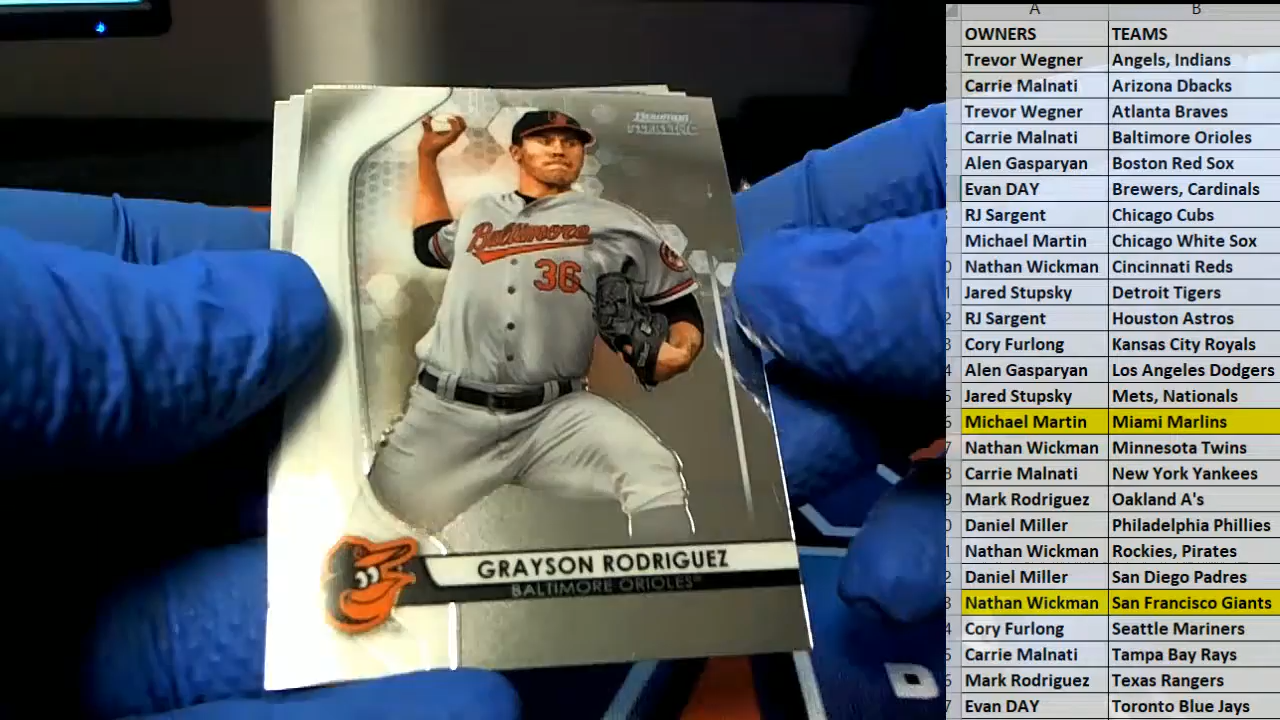 Bowman
STERLING
Baltimore
36
GRAYSON RODRIGUEZ
BALTIMORE ORIOLES
A B
OWNERS TEAMS
Trevor Wegner Angels, Indians
Carrie Malnati Arizona Dbacks
Trevor Wegner Atlanta Braves
Carrie Malnati Baltimore Orioles
Alen Gasparyan Boston Red Sox
Evan DAY Brewers, Cardinals
RJ Sargent Chicago Cubs
Michael Martin Chicago White Sox
Nathan Wickman Cincinnati Reds
Jared Stupsky Detroit Tigers
RJ Sargent Houston Astros
Cory Furlong Kansas City Royals
Alen Gasparyan Los Angeles Dodgers
Jared Stupsky Mets, Nationals
Michael Martin Miami Marlins
Nathan Wickman Minnesota Twins
Carrie Malnati New York Yankees
Mark Rodriguez Oakland A's
Daniel Miller Philadelphia Phillies
Nathan Wickman Rockies, Pirates
Daniel Miller San Diego Padres
Nathan Wickman San Francisco Giants
Cory Furlong Seattle Mariners
Carrie Malnati Tampa Bay Rays
Mark Rodriguez Texas Rangers
Evan DAY Toronto Blue Jays